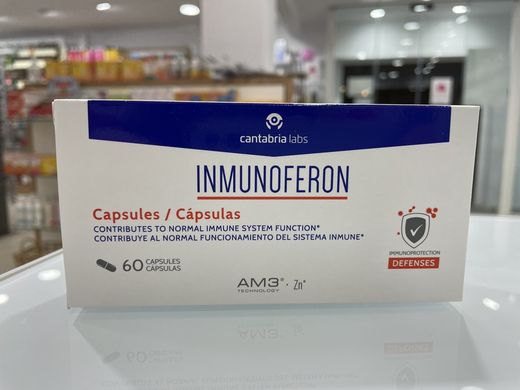 cantabria labs
INMUNOFERON
Capsules / Cápsulas
CONTRIBUTES TO NORMAL IMMUNE SYSTEM FUNCTION*
CONTRIBUYE AL NORMAL FUNCIONAMIENTO DEL SISTEMA INMUNE*
60 CAPSULES
CÁPSULAS
IMMUNOPROTECTION
DEFENSES
AM3® · Zn*
TECHNOLOGY